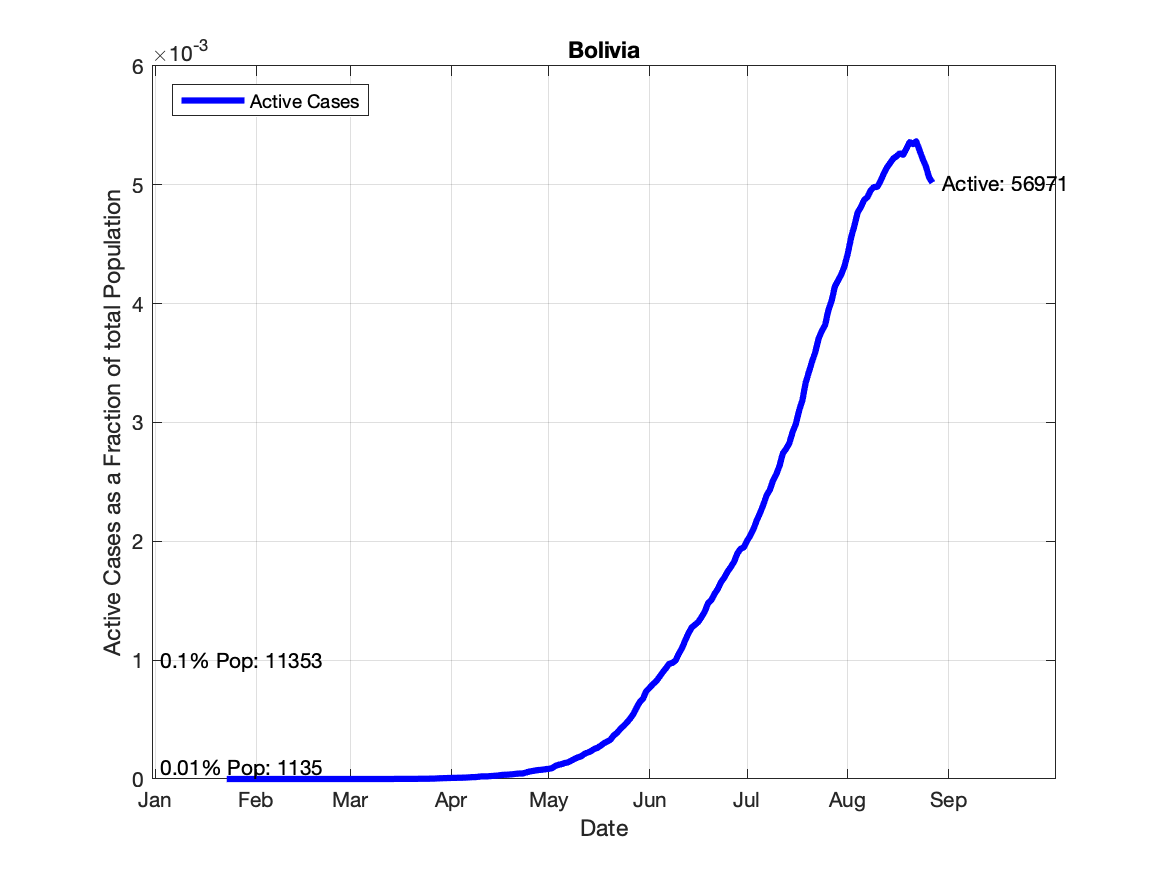 Bolivia
×10-3
6
5
4
3
2
1
0
Active Cases
Active: 56971
0.1% Pop: 11353
0.01% Pop: 1135
Active Cases as a Fraction of total Population
Jan Feb Mar Apr May Jun Jul Aug Sep
Date